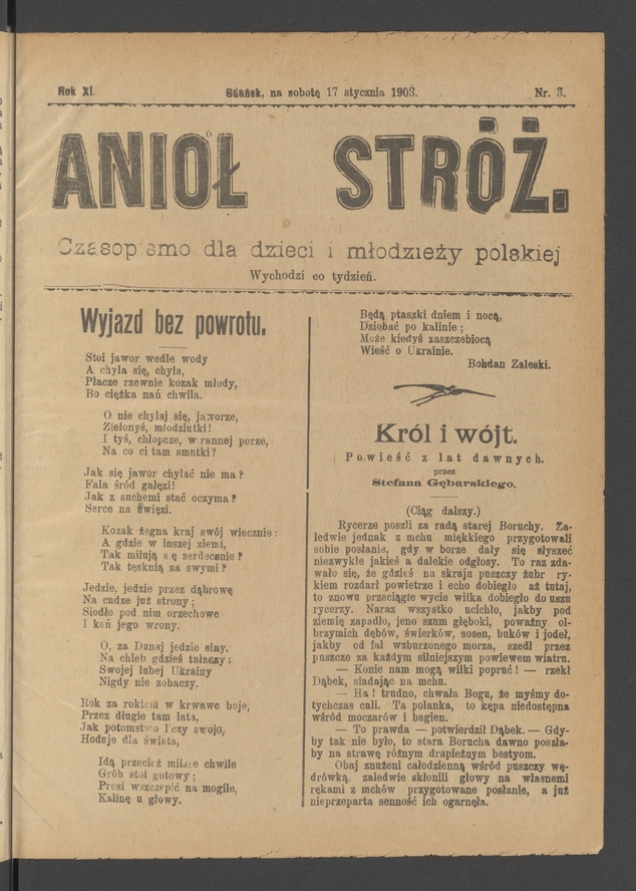 Rok XI.
Gdańsk, na sobotę 17 stycznia 1903.
Nr. 3.
ANIOŁ STRÓŻ.
Czasopismo dla dzieci i młodzieży polskiej
Wychodzi co tydzień.
Wyjazd bez powrotu.
Stoi jawor wedle wody
A chyla się, chyla,
Płacze rzewnie kozak młody,
Bo ciężka nań chwila.
O nie chylaj się, jaworze,
Zielonyś, młodziutki!
I tyś, chłopcze, w rannej porze,
Na co ci tam smutki?
Jak się jawor chylać nie ma?
Fala śród gałęzi!
Jak z suchemi stać oczyma?
Serce na uwięzi.
Kozak żegna kraj swój wiecznie:
A gdzie w inszej ziemi,
Tak miłują się serdecznie?
Tak tęsknią za swymi?
Jedzie, jedzie przez dąbrowę
Na cudze już strony;
Siodło pod nim orzechowe
I koń jego wrony.
O, za Dunaj jedzie siny,
Na chleb gdzieś tułaczy;
Swojej lubej Ukrainy
Nigdy nie zobaczy.
Rok za rokiem w krwawe boje,
Przez długie tam lata,
Jak potomstwo liczy swojo,
Hoduje dla świata,
Idą przecież milsze chwile
Grób stoi gotowy;
Prosi wszczepić na mogile,
Kalinę u głowy.
Będą ptaszki dniem i nocą,
Dziobać po kalinie;
Może kiedyś zaszczebiocą
Wieść o Ukrainie.
Bohdan Zaleski.
Król i wójt.
Powieść z lat dawnych.
przez
Stefana Gębarskiego.
(Ciąg dalszy.)
Rycerze poszli za radą starej Boruchy. Za-
ledwie jednak z mchu miękkiego przygotowali
sobie posłanie, gdy w borze dały się słyszeć
niezwykłe jakieś a dalekie odgłosy. To raz zda-
wało się, że gdzieś na skraju puszczy żubr ry-
kiem rozdarł powietrze i echo dobiegło aż tutaj,
to znowu przeciągłe wycie wilka dobiegło do uszu
rycerzy. Naraz wszystko ucichło, jakby pod
ziemię zapadło, jeno szum głęboki, poważny ol-
brzymich dębów, świerków, sosen, buków i jodeł,
jakby od fal wzburzonego morza, szedł przez
puszcze za każdym silniejszym powiewem wiatru.
— Konie nam mogą wilki popruć! — rzekł
Dąbek, siadając na mchu.
— Ha! trudno, chwała Bogu, że myśmy do-
tychczas cali. Ta polanka, to kępa niedostępna
wśród moczarów i bagien.
— To prawda — potwierdził Dąbek. — Gdy-
by tak nie było, to stara Borucha dawno poszła-
by na strawę różnym drapieżnym bestyom.
Obaj znużeni całodzienną wśród puszczy wę-
drówką, zaledwie skłonili głowy na własnemi
rękami z mchów przygotowane posłanie, a już
nieprzeparta senność ich ogarnęła.